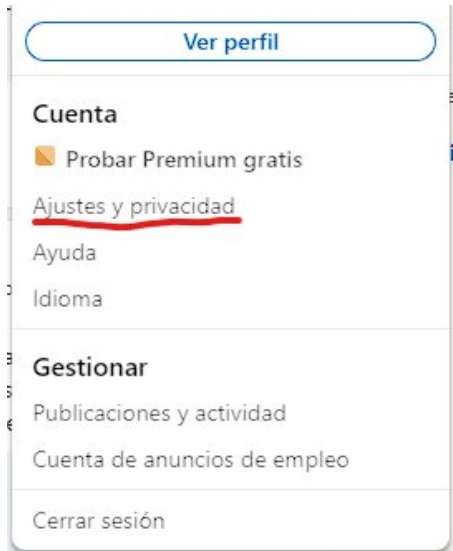 Ver perfil
Cuenta
Probar Premium gratis
Ajustes y privacidad
Ayuda
Idioma
Gestionar
Publicaciones y actividad
Cuenta de anuncios de empleo
Cerrar sesión